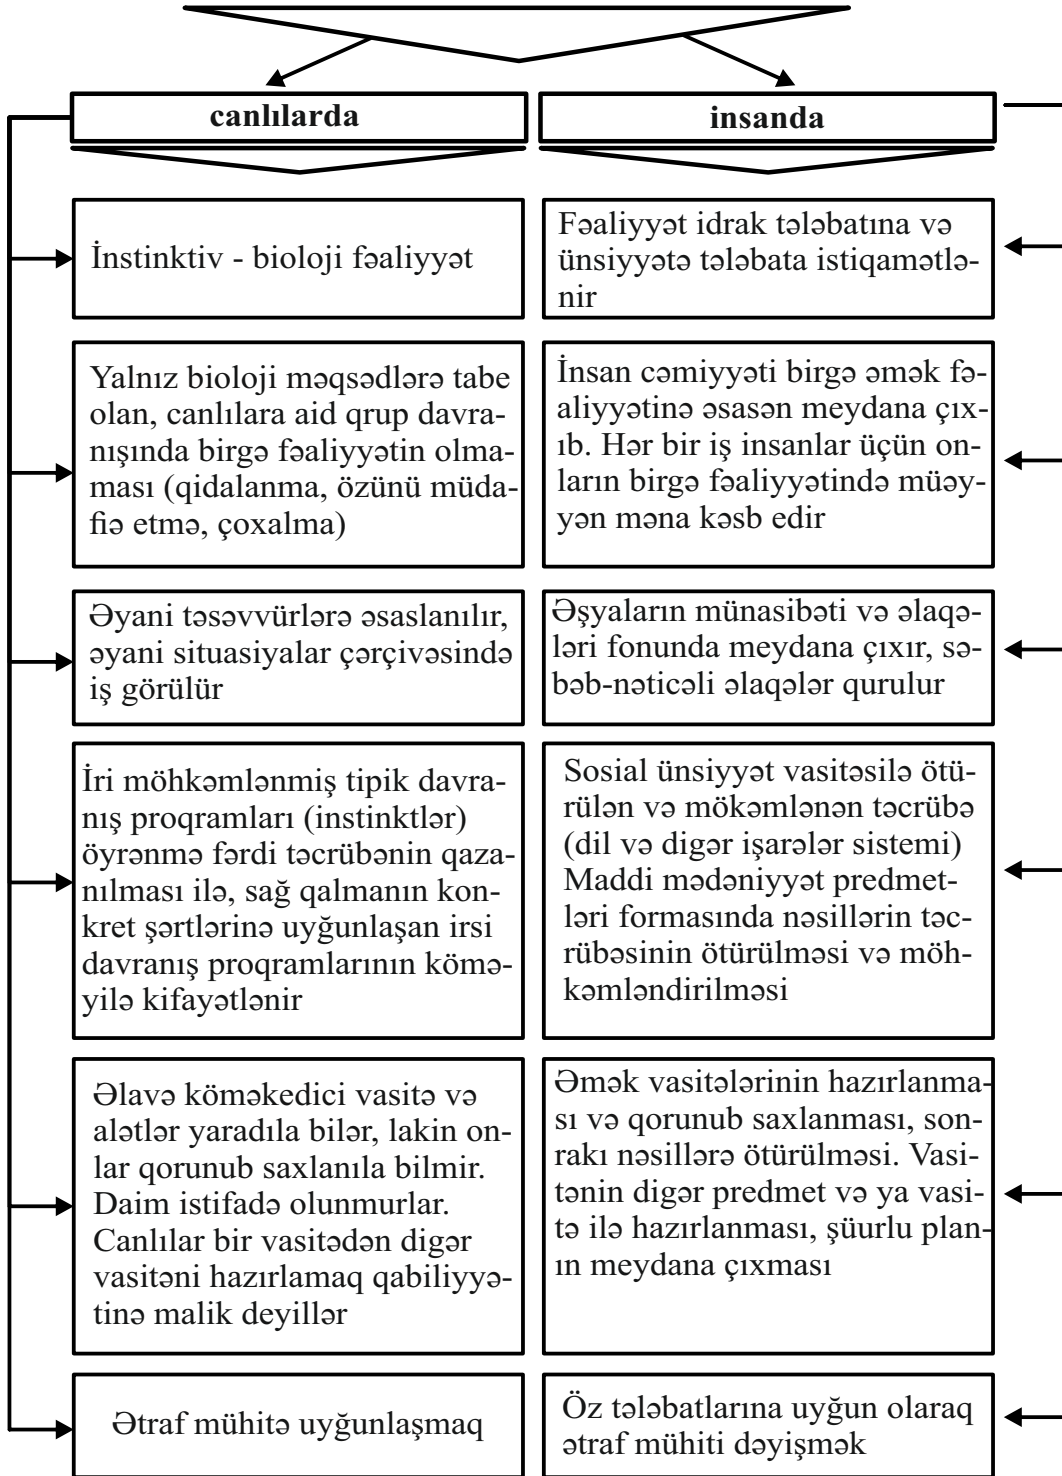 canlılarda
insanda
İnstinktiv - bioloji fəaliyyət
Fəaliyyət idrak tələbatına və
ünsiyyətə tələbata istiqamətlə-
nir
Yalnız bioloji məqsədlərə tabe
olan, canlılara aid qrup davra-
nışında birgə fəaliyyətin olma-
ması (qidalanma, özünü müda-
fiə etmə, çoxalma)
İnsan cəmiyyəti birgə əmək fə-
aliyyətinə əsasən meydana çıx-
ıb. Hər bir iş insanlar üçün on-
ların birgə fəaliyyətində müəy-
yən məna kəsb edir
Əyani təsəvvürlərə əsaslanılır,
əyani situasiyalar çərçivəsində
iş görülür
Əşyaların münasibəti və əlaqə-
ləri fonunda meydana çıxır, sə-
bəb-nəticəli əlaqələr qurulur
İri möhkəmlənmiş tipik davra-
nış proqramları (instinktlər)
öyrənmə fərdi təcrübənin qaza-
nılması ilə, sağ qalmanın kon-
kret şərtlərinə uyğunlaşan irsi
davranış proqramlarının kömə-
yilə kifayətlənir
Sosial ünsiyyət vasitəsilə ötü-
rülən və mökəmlənən təcrübə
(dil və digər işarələr sistemi)
Maddi mədəniyyət predmet-
ləri formasında nəsillərin təc-
rübəsinin ötürülməsi və möh-
kəmləndirilməsi
Əlavə köməkedici vasitə və
alətlər yaradıla bilər, lakin on-
lar qorunub saxlanıla bilmir.
Daim istifadə olunmurlar.
Canlılar bir vasitədən digər
vasitəni hazırlamaq qabiliyyə-
tinə malik deyillər
Əmək vasitələrinin hazırlanma-
sı və qorunub saxlanması, son-
rakı nəsillərə ötürülməsi. Vasi-
tənin digər predmet və ya vasi-
tə ilə hazırlanması, şüurlu plan-
ın meydana çıxması
Ətraf mühitə uyğunlaşmaq
Öz tələbatlarına uyğun olaraq
ətraf mühiti dəyişmək